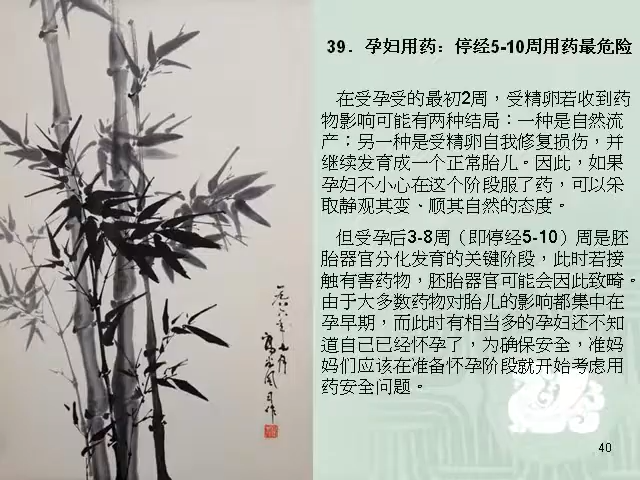 39．孕妇用药：停经5-10周用药最危险
在受孕受的最初2周，受精卵若收到药
物影响可能有两种结局：一种是自然流
产；另一种是受精卵自我修复损伤，并
继续发育成一个正常胎儿。因此，如果
孕妇不小心在这个阶段服了药，可以采
取静观其变、顺其自然的态度。
但受孕后3-8周（即停经5-10）周是胚
胎器官分化发育的关键阶段，此时若接
触有害药物，胚胎器官可能会因此致畸。
由于大多数药物对胎儿的影响都集中在
孕早期，而此时有相当多的孕妇还不知
道自己已经怀孕了，为确保安全，准妈
妈们应该在准备怀孕阶段就开始考虑用
药安全问题。
40